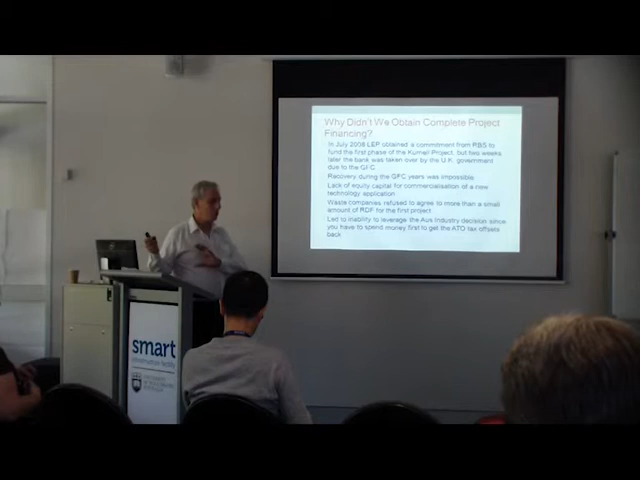 Why Didn't We Obtain Complete Project
Financing?
In July 2008 LEP obtained a commitment from RBS to
fund the first phase of the Kurnell Project, but two weeks
later the bank was taken over by the U.K. government
due to the GFC.
Recovery during the GFC years was impossible.
Lack of equity capital for commercialisation of a new
technology application
Waste companies refused to agree to more than a small
amount of RDF for the first project
Led to inability to leverage the Aus Industry decision since
you have to spend money first to get the ATO tax offsets
back
smart
infrastructure facility
UNIVERSITY